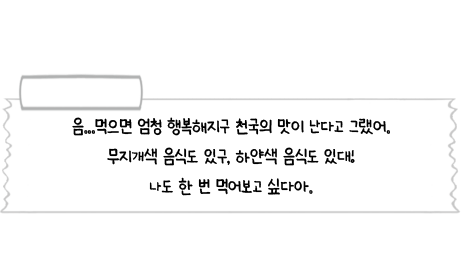 음...먹으면 엄청 행복해지구 천국의 맛이 난다고 그랬어.
무지개색 음식도 있구, 하얀색 음식도 있대!
나도 한 번 먹어보고 싶다아.